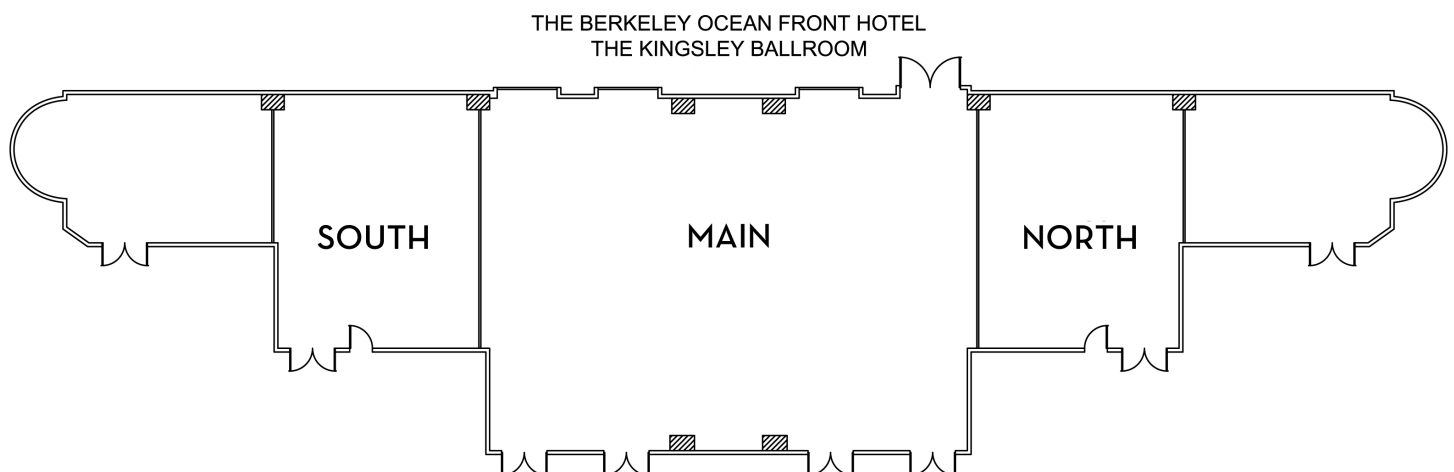 THE BERKELEY OCEAN FRONT HOTEL
THE KINGSLEY BALLROOM
SOUTH
MAIN
NORTH